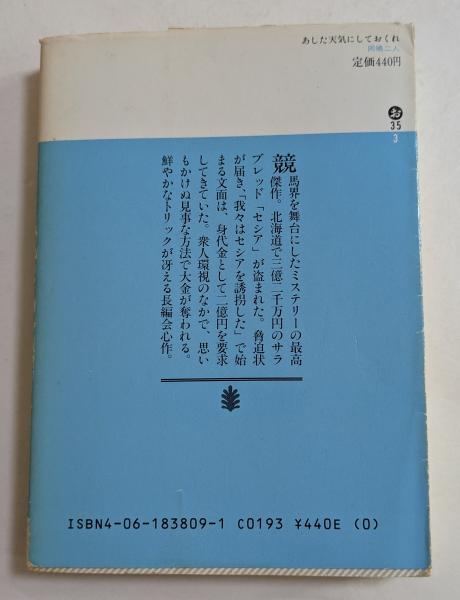 あした天気にしておくれ
岡嶋二人
定価440円
お
35
3
競馬界を舞台にしたミステリーの最高
傑作。北海道で三億二千万円のサラ
ブレッド「セシア」が盗まれた。脅迫状
が届き、「我々はセシアを誘拐した」で始
まる文面は、身代金として二億円を要求
してきていた。衆人環視のなかで、思い
もかけぬ見事な方法で大金が奪われる。
鮮やかなトリックが冴える長編会心作。
ISBN4-06-183809-1 C0193 ¥440E (0)